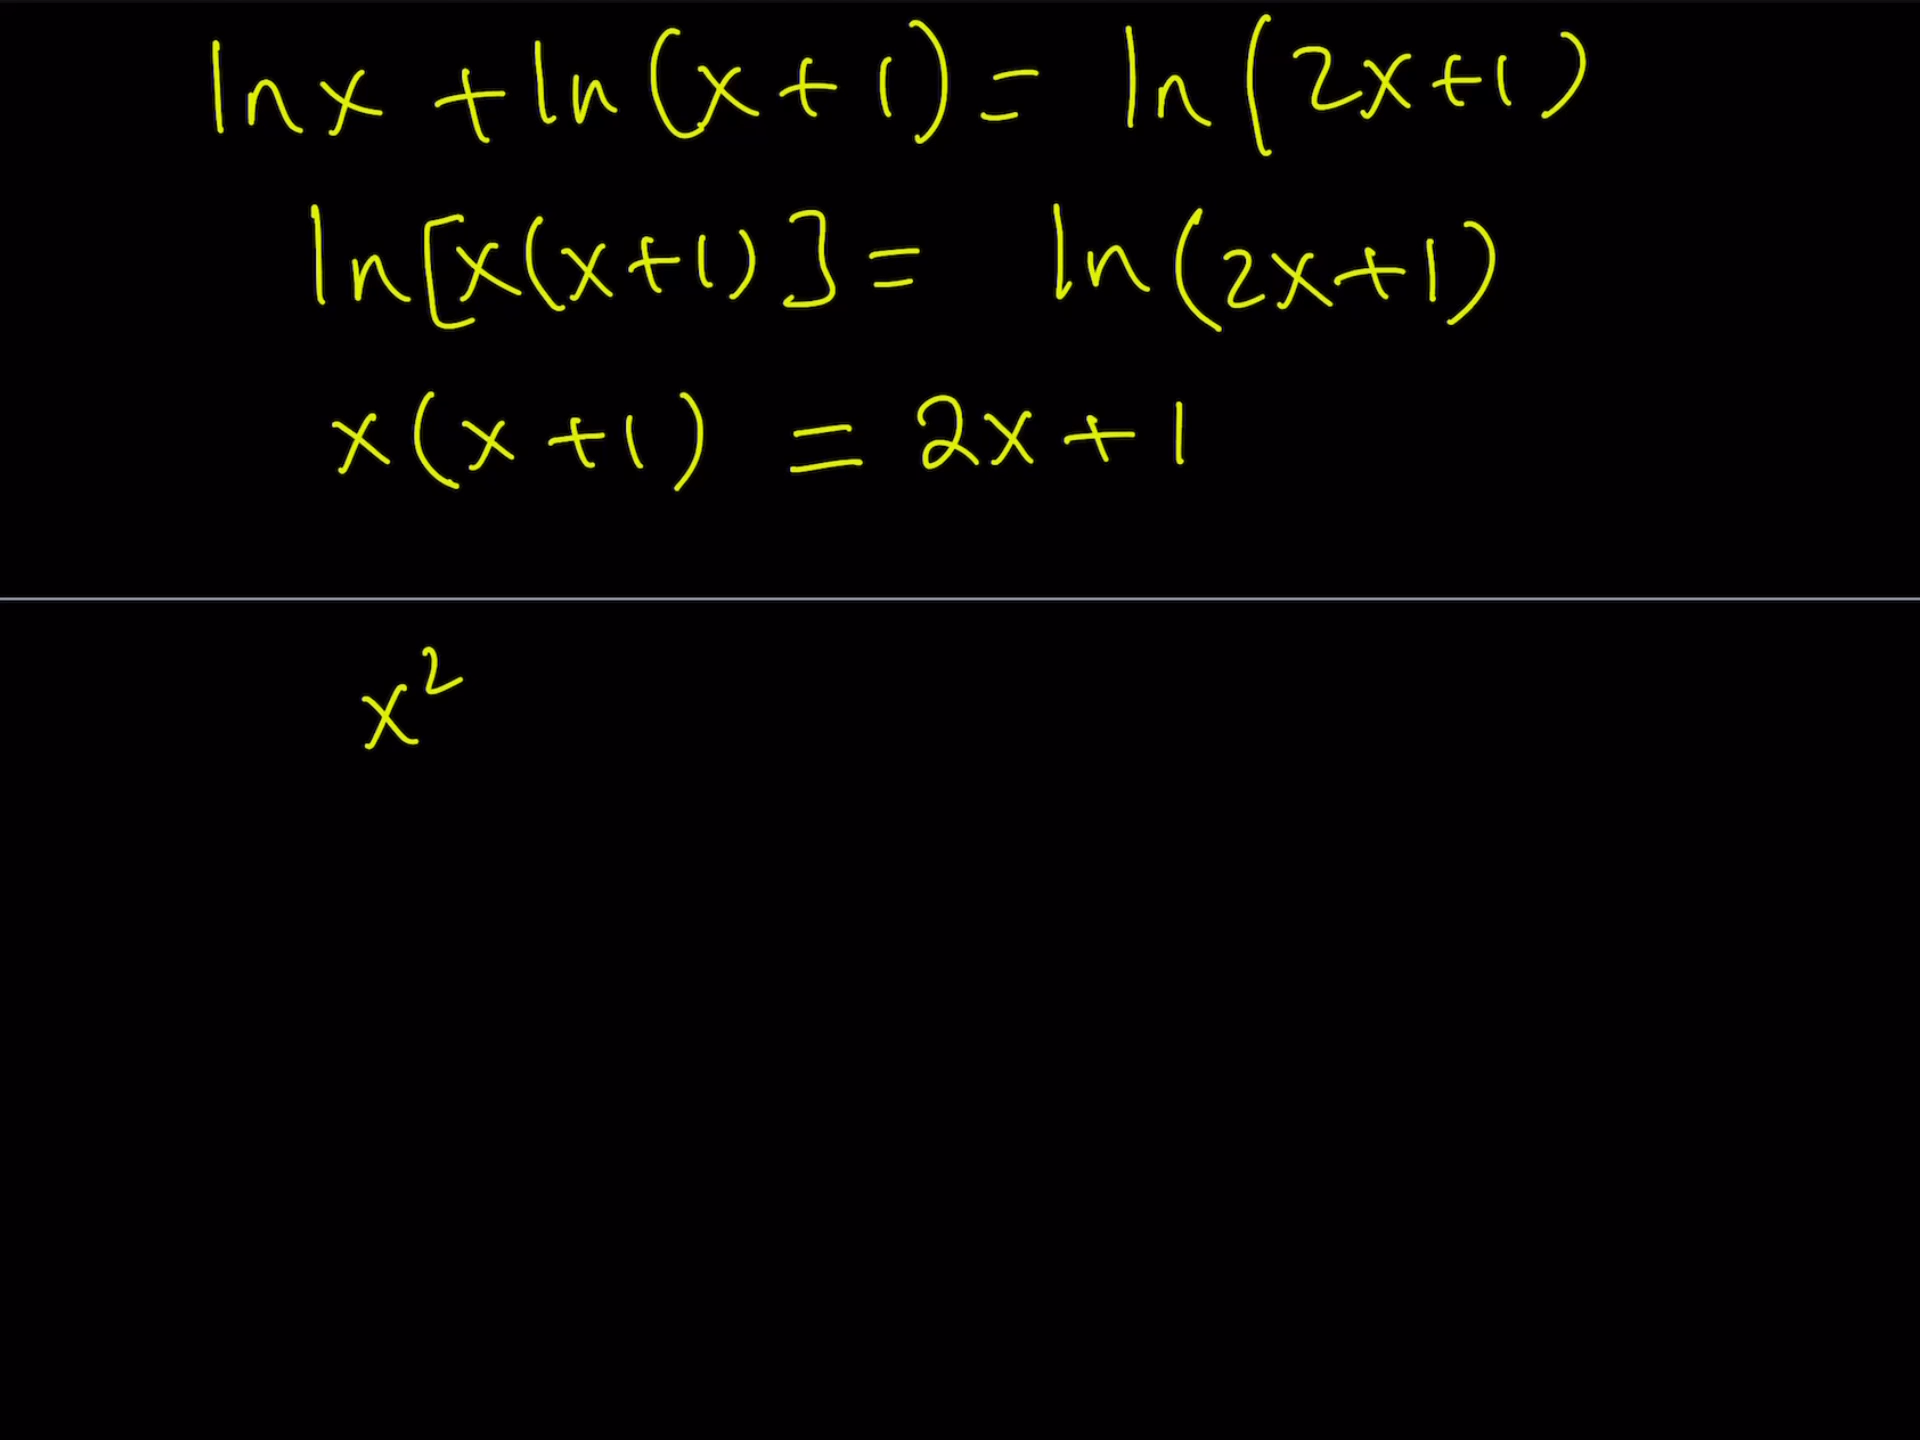 ln x + ln(x+1) = ln(2x+1)
ln[x(x+1)] = ln(2x+1)
x(x+1) = 2x+1
x²